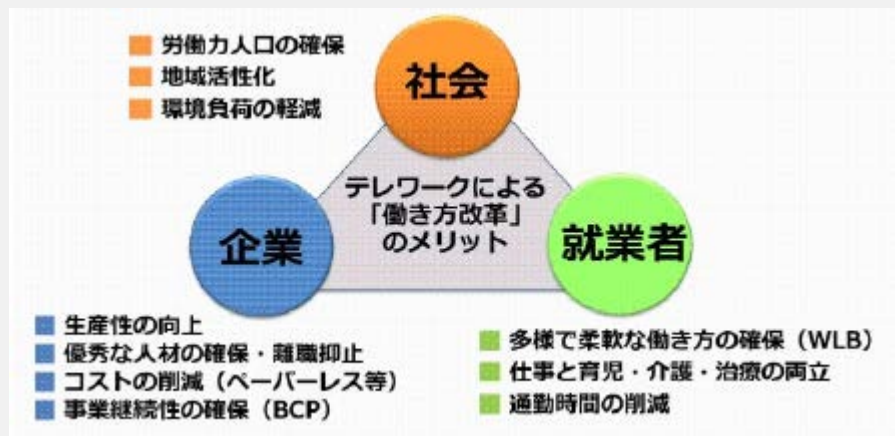 労働力人口の確保
地域活性化
環境負荷の軽減
社会
テレワークによる
「働き方改革」
のメリット
企業
就業者
生産性の向上
優秀な人材の確保・離職抑止
コストの削減（ペーパーレス等）
事業継続性の確保（BCP）
多様で柔軟な働き方の確保（WLB）
仕事と育児・介護・治療の両立
通勤時間の削減